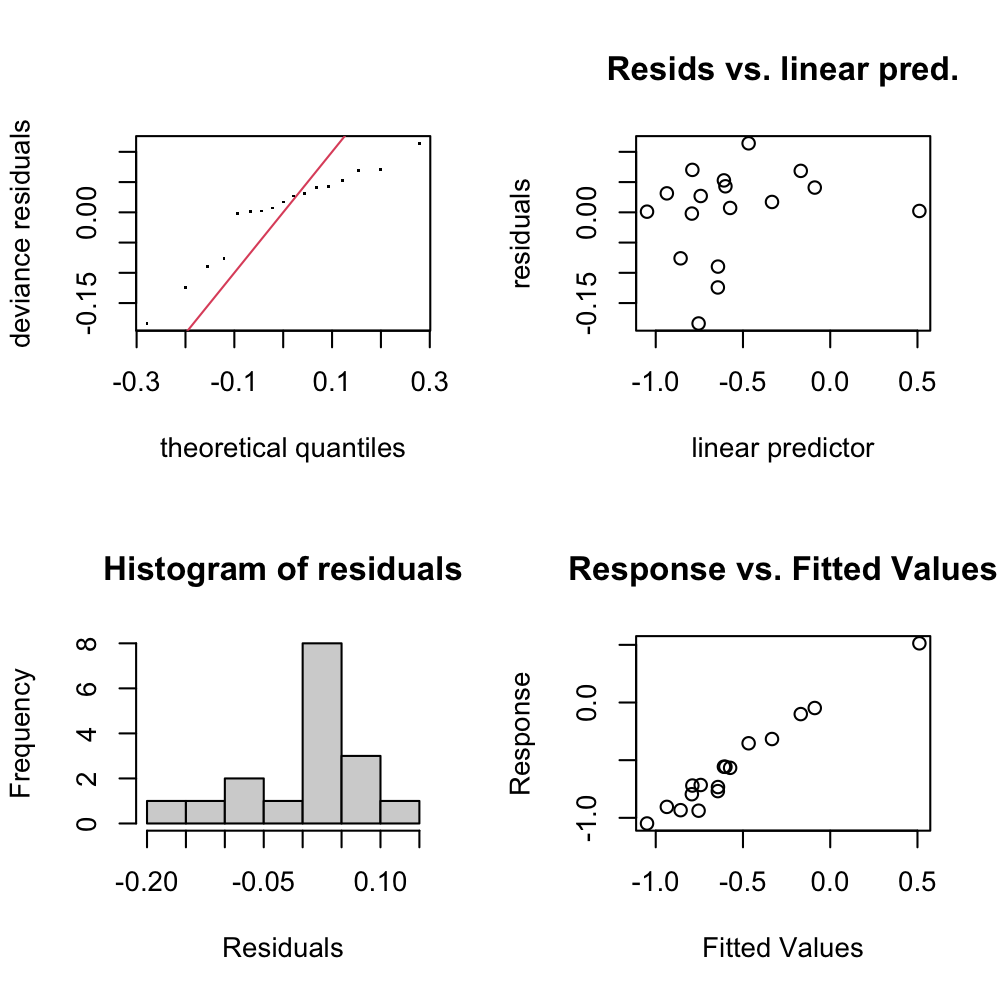 deviance residuals
0.00
-0.15
-0.3
-0.1
0.1
0.3
theoretical quantiles
Resids vs. linear pred.
residuals
0.00
-0.15
-1.0
-0.5
0.0
0.5
linear predictor
Histogram of residuals
Frequency
8
6
4
2
0
-0.20
-0.05
0.10
Residuals
Response vs. Fitted Values
Response
0.0
-1.0
-1.0
-0.5
0.0
0.5
Fitted Values